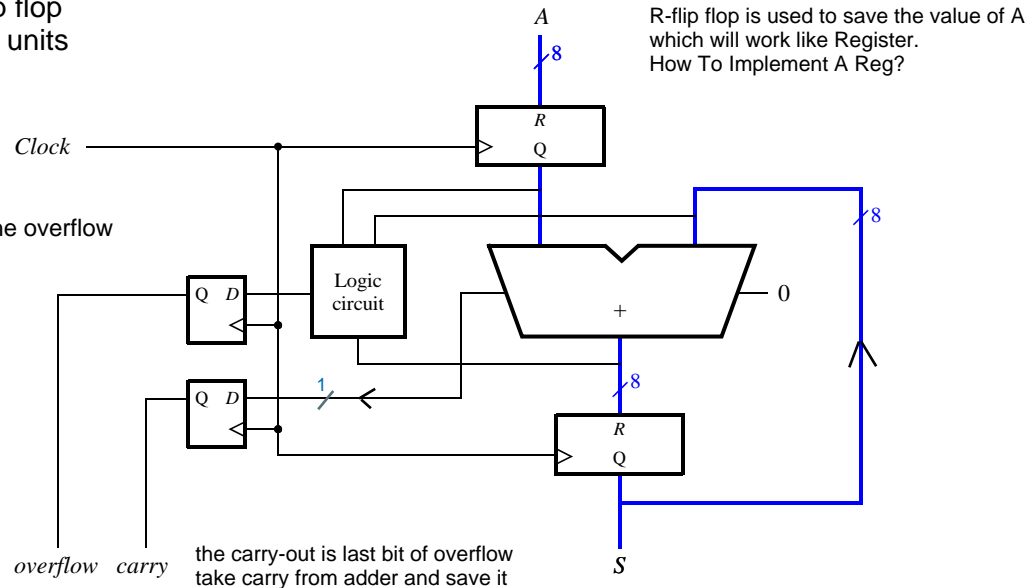 o flop
units
A
R-flip flop is used to save the value of A
which will work like Register.
How To Implement A Reg?
8
R
Q
Clock
ne overflow
8
Logic
circuit
Q D
0
+
1
8
Q D
R
Q
overflow carry
the carry-out is last bit of overflow
take carry from adder and save it
S